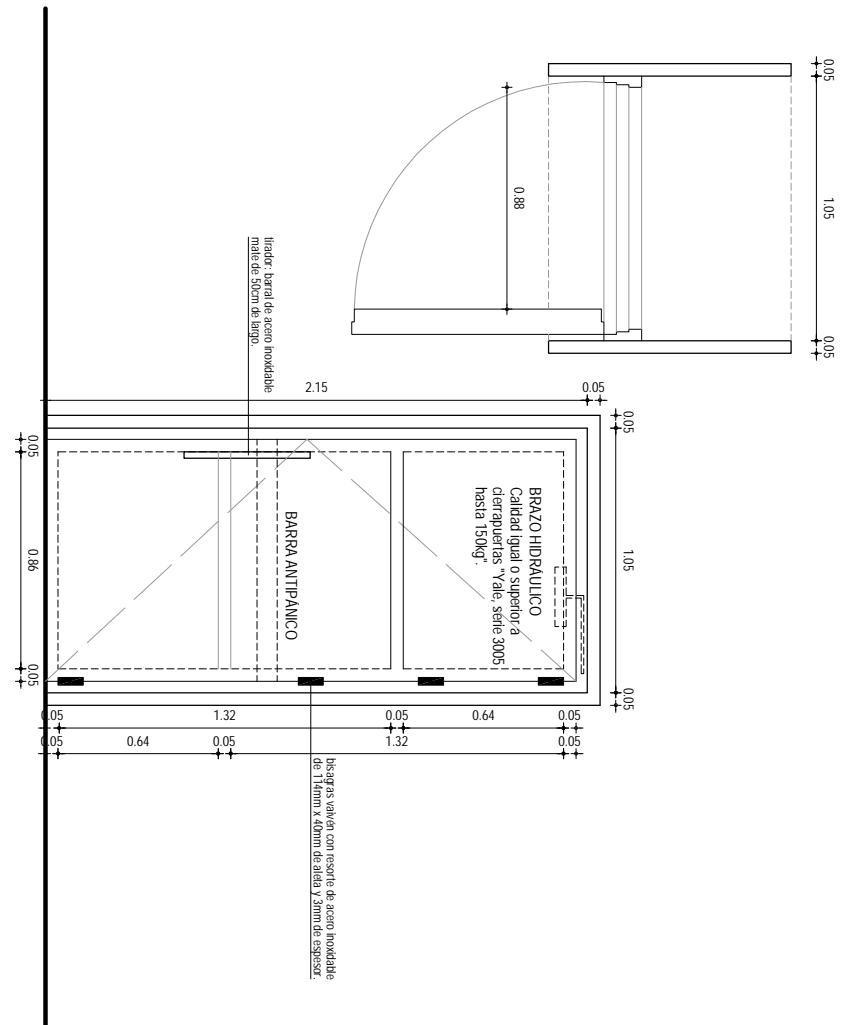 0.05
1.05
0.05
0.88
tirador: barral de acero inoxidable
mate de 50cm de largo.
2.15
0.05
0.05
1.05
0.05
0.05
0.86
0.05
BRAZO HIDRÁULICO
Calidad igual o superior a
cierrapuertas "Yale, serie 3005
hasta 150kg".
BARRA ANTIPÁNICO
0.05
1.32
0.05
0.64
0.05
0.05
0.64
0.05
1.32
0.05
bisagras vaivén con resorte de acero inoxidable
de 114mm x 40mm de aleta y 3mm de espesor.